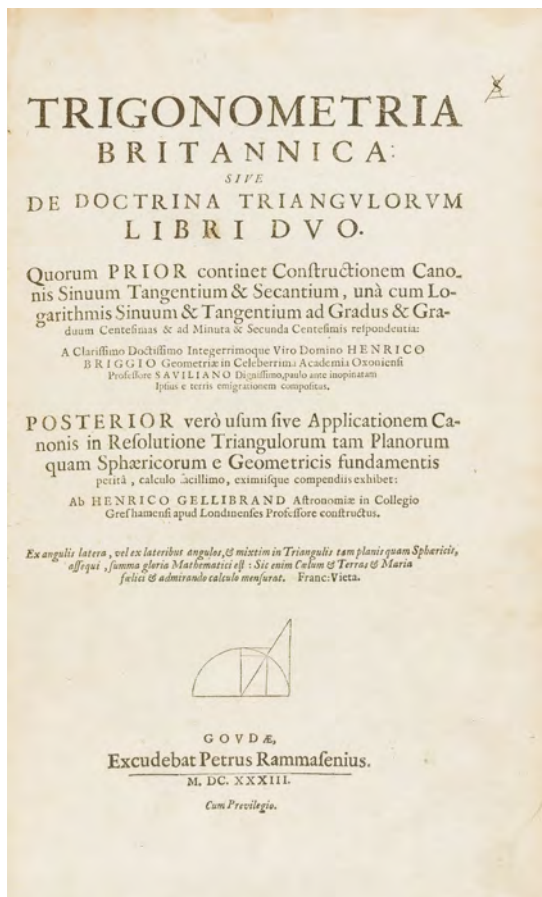 TRIGONOMETRIA
BRITANNICA:
SIVE
DE DOCTRINA TRIANGVLORVM
LIBRI DVO.
Quorum PRIOR continet Conſtructionem Cano-
nis Sinuum Tangentium & Secantium, unà cum Lo-
garithmis Sinuum & Tangentium ad Gradus & Gra-
duum Centeſimas & ad Minuta & Secunda Centeſimis reſpondentia:
A Clariſſimo Doctiſſimo Integerrimoque Viro Domino HENRICO
BRIGGIO Geometriæ in Celeberrima Academia Oxonienſi
Profeſſore SAVILIANO Digniſſimo, paulo ante inopinatam
Ipſius e terris emigrationem compoſitus.
POSTERIOR verò uſum ſive Applicationem Ca-
nonis in Reſolutione Triangulorum tam Planorum
quam Sphæricorum e Geometricis fundamentis
petitâ, calculo facillimo, eximiiſque compendiis exhibet:
Ab HENRICO GELLIBRAND Aſtronomiæ in Collegio
Greſhamenſi apud Londinenſes Profeſſore conſtructus.
Ex angulis latera, vel ex lateribus angulos, & mixtim in Triangulis tam planis quam Sphæricis,
aſſequi, ſumma gloria Mathematici eſt: Sic enim Cœlum & Terras & Maria
fœlici & admirando calculo menſurat. Franc: Vieta.
GOVDÆ,
Excudebat Petrus Rammaſenius.
M. DC. XXXIII.
Cum Previlegio.